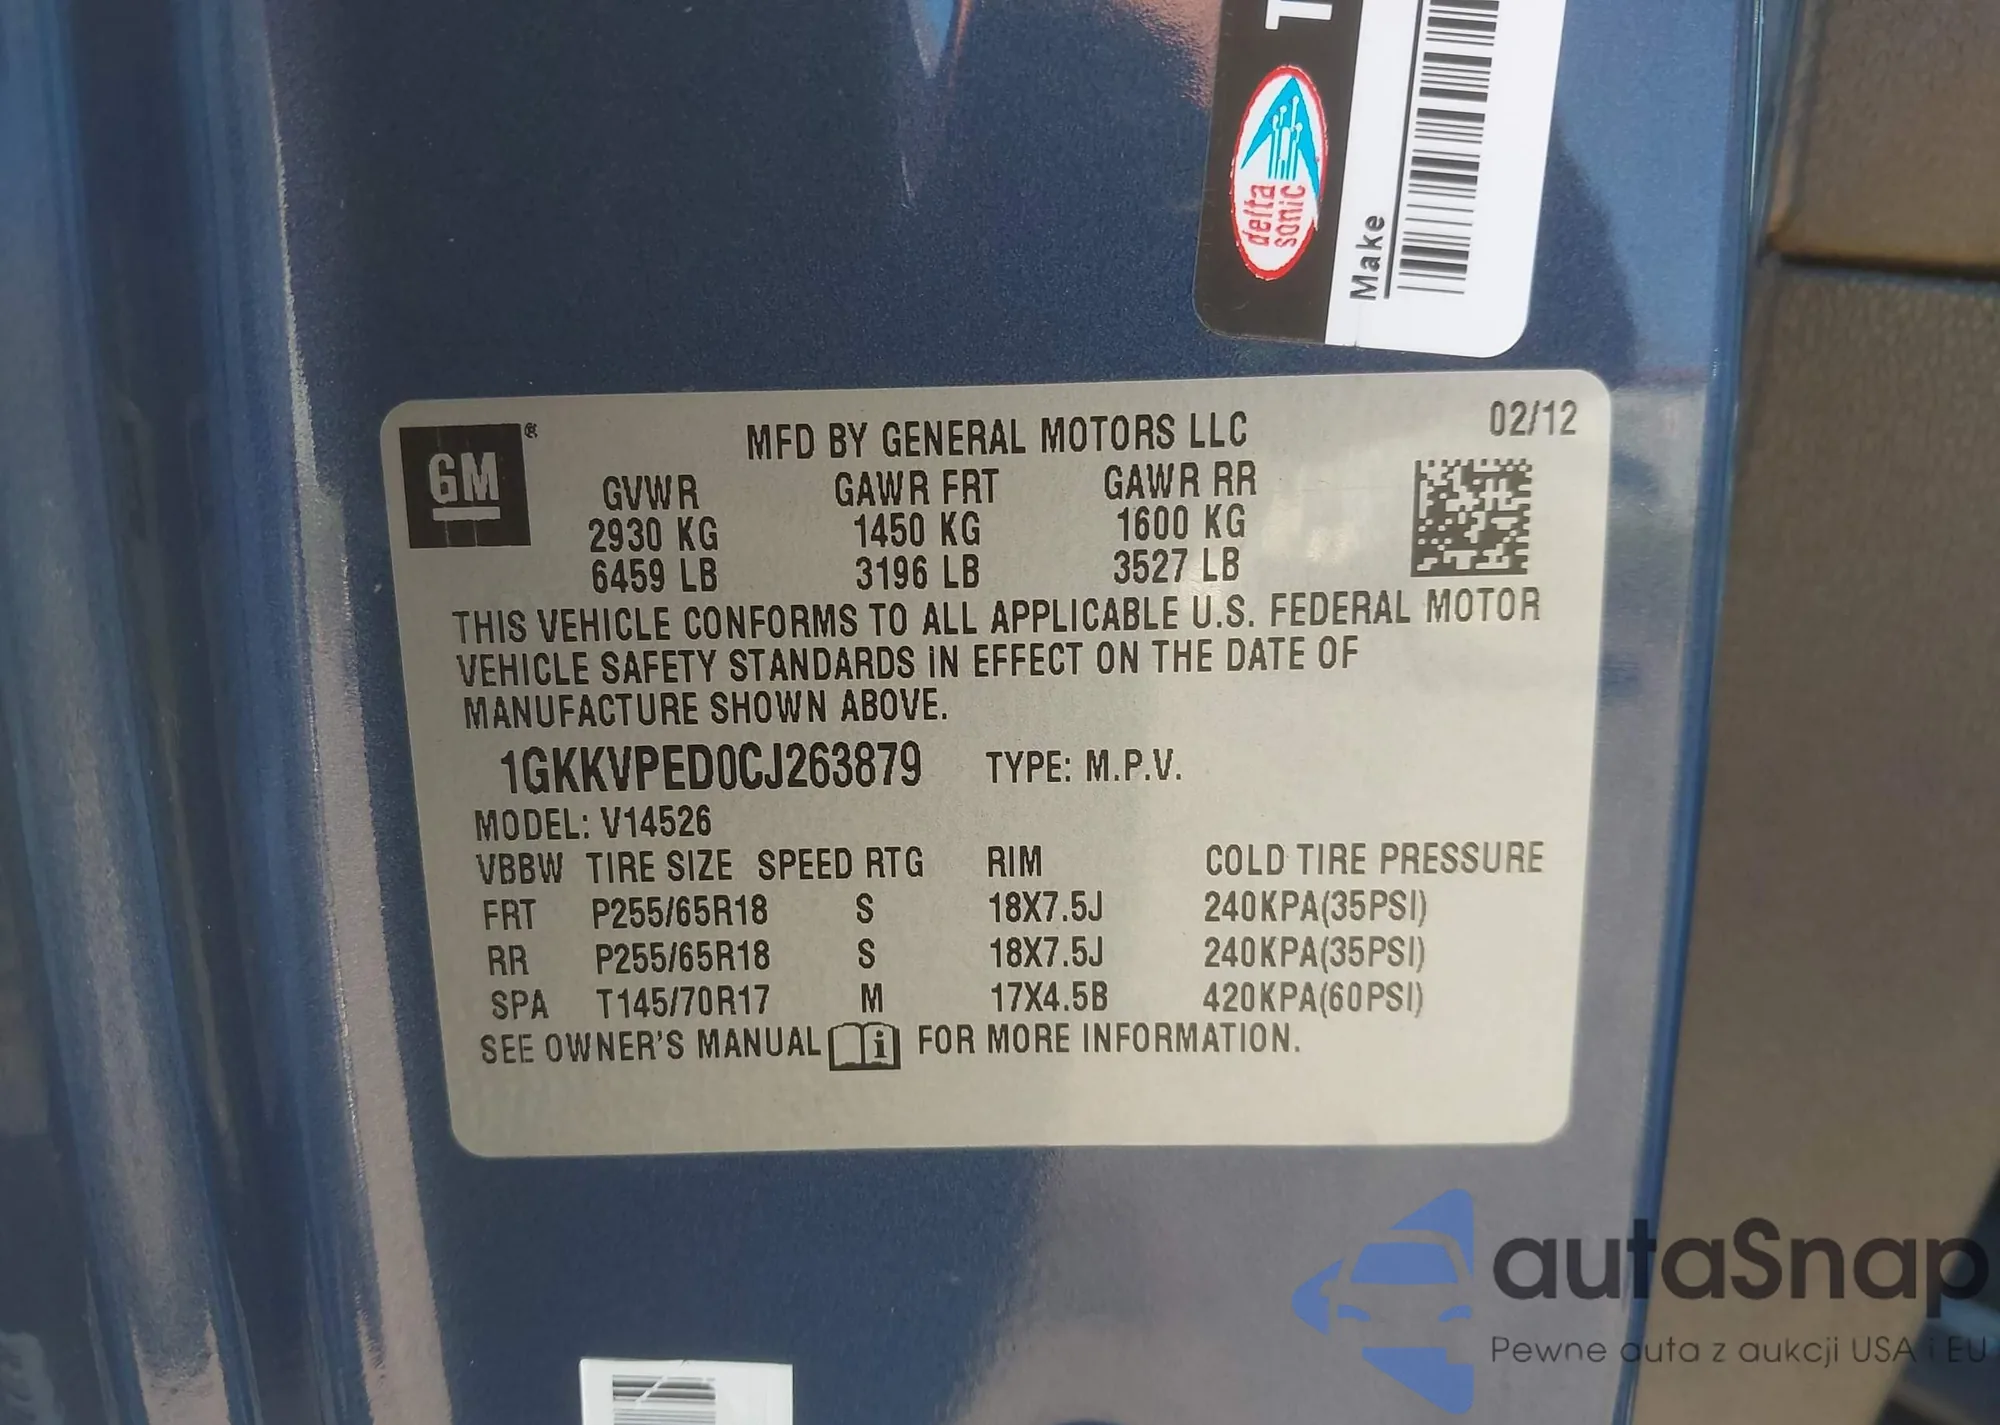 delta
sonic
Make
GM®
MFD BY GENERAL MOTORS LLC
02/12
GVWR GAWR FRT GAWR RR
2930 KG 1450 KG 1600 KG
6459 LB 3196 LB 3527 LB
THIS VEHICLE CONFORMS TO ALL APPLICABLE U.S. FEDERAL MOTOR
VEHICLE SAFETY STANDARDS IN EFFECT ON THE DATE OF
MANUFACTURE SHOWN ABOVE.
1GKKVPED0CJ263879 TYPE: M.P.V.
MODEL: V14526
VBBW TIRE SIZE SPEED RTG RIM COLD TIRE PRESSURE
FRT P255/65R18 S 18X7.5J 240KPA(35PSI)
RR P255/65R18 S 18X7.5J 240KPA(35PSI)
SPA T145/70R17 M 17X4.5B 420KPA(60PSI)
SEE OWNER'S MANUAL i FOR MORE INFORMATION.
autaSnap
Pewne auta z aukcji USA i EU